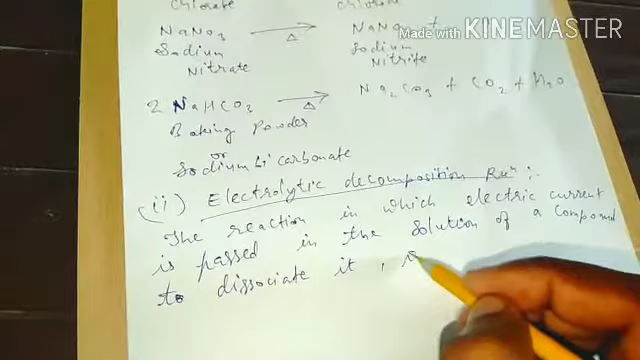 Chlorate
NaNO3 → NaNO
Δ
Sodium Sodium
Nitrate Nitrite
Made with KINEMASTER
2 NaHCO3 → Na2CO3 + CO2 + H2O
Δ
Baking Powder
or
Sodium bi carbonate
(ii) Electrolytic decomposition Rxn :-
The reaction in which electric current
is passed in the solution of a compound
to dissociate it ,